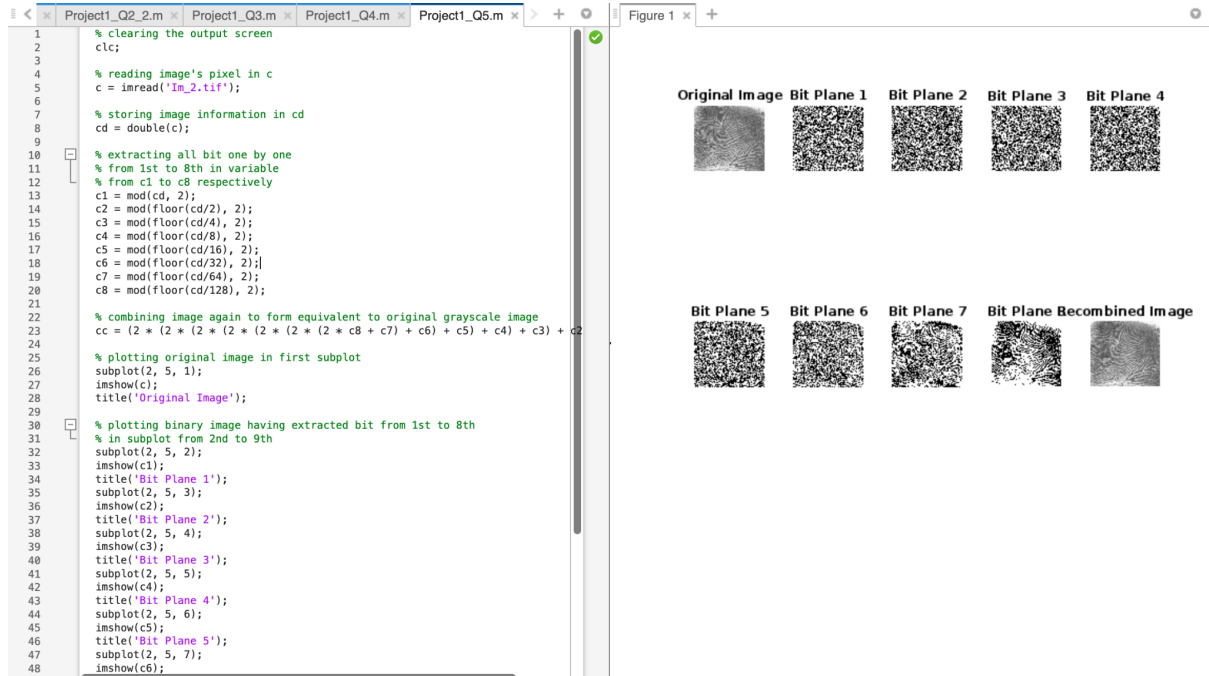 Project1_Q2_2.m Project1_Q3.m Project1_Q4.m Project1_Q5.m
1 % clearing the output screen
2 clc;
3
4 % reading image's pixel in c
5 c = imread('Im_2.tif');
6
7 % storing image information in cd
8 cd = double(c);
9
10 % extracting all bit one by one
11 % from 1st to 8th in variable
12 % from c1 to c8 respectively
13 c1 = mod(cd, 2);
14 c2 = mod(floor(cd/2), 2);
15 c3 = mod(floor(cd/4), 2);
16 c4 = mod(floor(cd/8), 2);
17 c5 = mod(floor(cd/16), 2);
18 c6 = mod(floor(cd/32), 2);
19 c7 = mod(floor(cd/64), 2);
20 c8 = mod(floor(cd/128), 2);
21
22 % combining image again to form equivalent to original grayscale image
23 cc = (2 * (2 * (2 * (2 * (2 * (2 * (2 * c8 + c7) + c6) + c5) + c4) + c3) + c2
24
25 % plotting original image in first subplot
26 subplot(2, 5, 1);
27 imshow(c);
28 title('Original Image');
29
30 % plotting binary image having extracted bit from 1st to 8th
31 % in subplot from 2nd to 9th
32 subplot(2, 5, 2);
33 imshow(c1);
34 title('Bit Plane 1');
35 subplot(2, 5, 3);
36 imshow(c2);
37 title('Bit Plane 2');
38 subplot(2, 5, 4);
39 imshow(c3);
40 title('Bit Plane 3');
41 subplot(2, 5, 5);
42 imshow(c4);
43 title('Bit Plane 4');
44 subplot(2, 5, 6);
45 imshow(c5);
46 title('Bit Plane 5');
47 subplot(2, 5, 7);
48 imshow(c6);
Figure 1
Original Image Bit Plane 1 Bit Plane 2 Bit Plane 3 Bit Plane 4
Bit Plane 5 Bit Plane 6 Bit Plane 7 Bit Plane Recombined Image